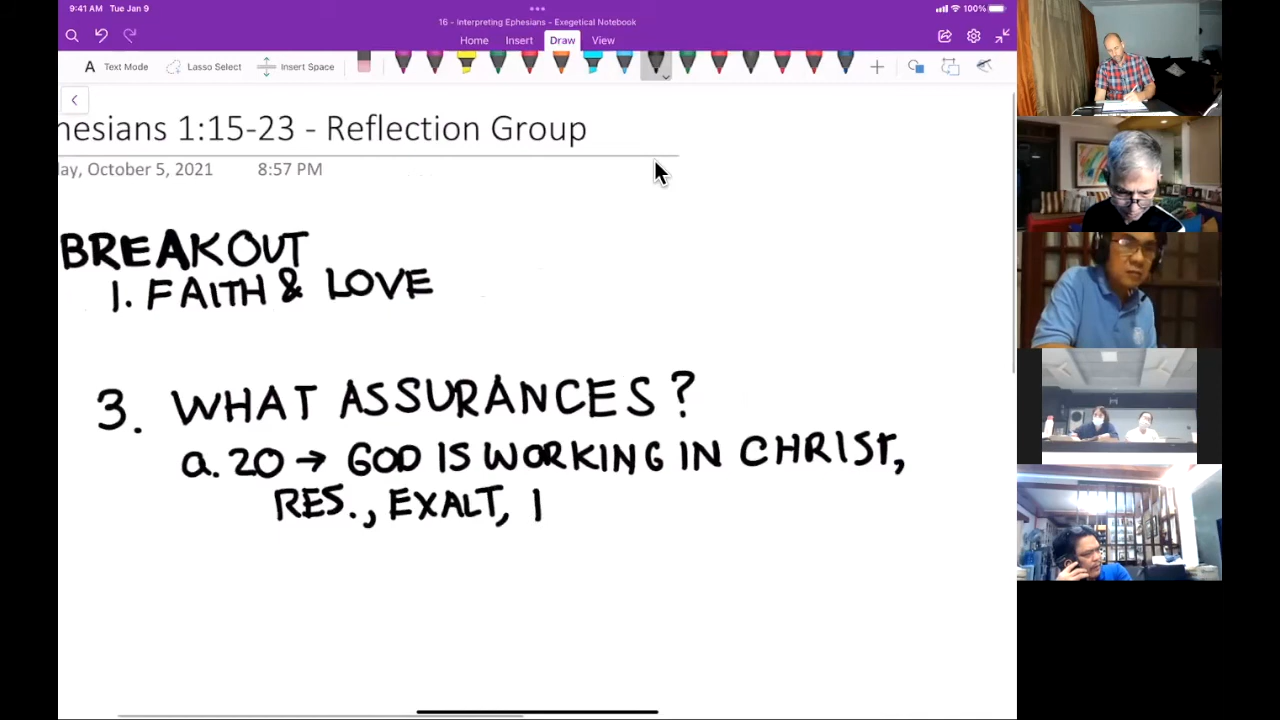 9:41 AM Tue Jan 9
100%
16 - Interpreting Ephesians - Exegetical Notebook
Home Insert Draw View
A Text Mode Lasso Select Insert Space
hesians 1:15-23 - Reflection Group
ay, October 5, 2021 8:57 PM
BREAKOUT
1. FAITH & LOVE
3. WHAT ASSURANCES?
a. 20 → GOD IS WORKING IN CHRIST,
RES., EXALT, I